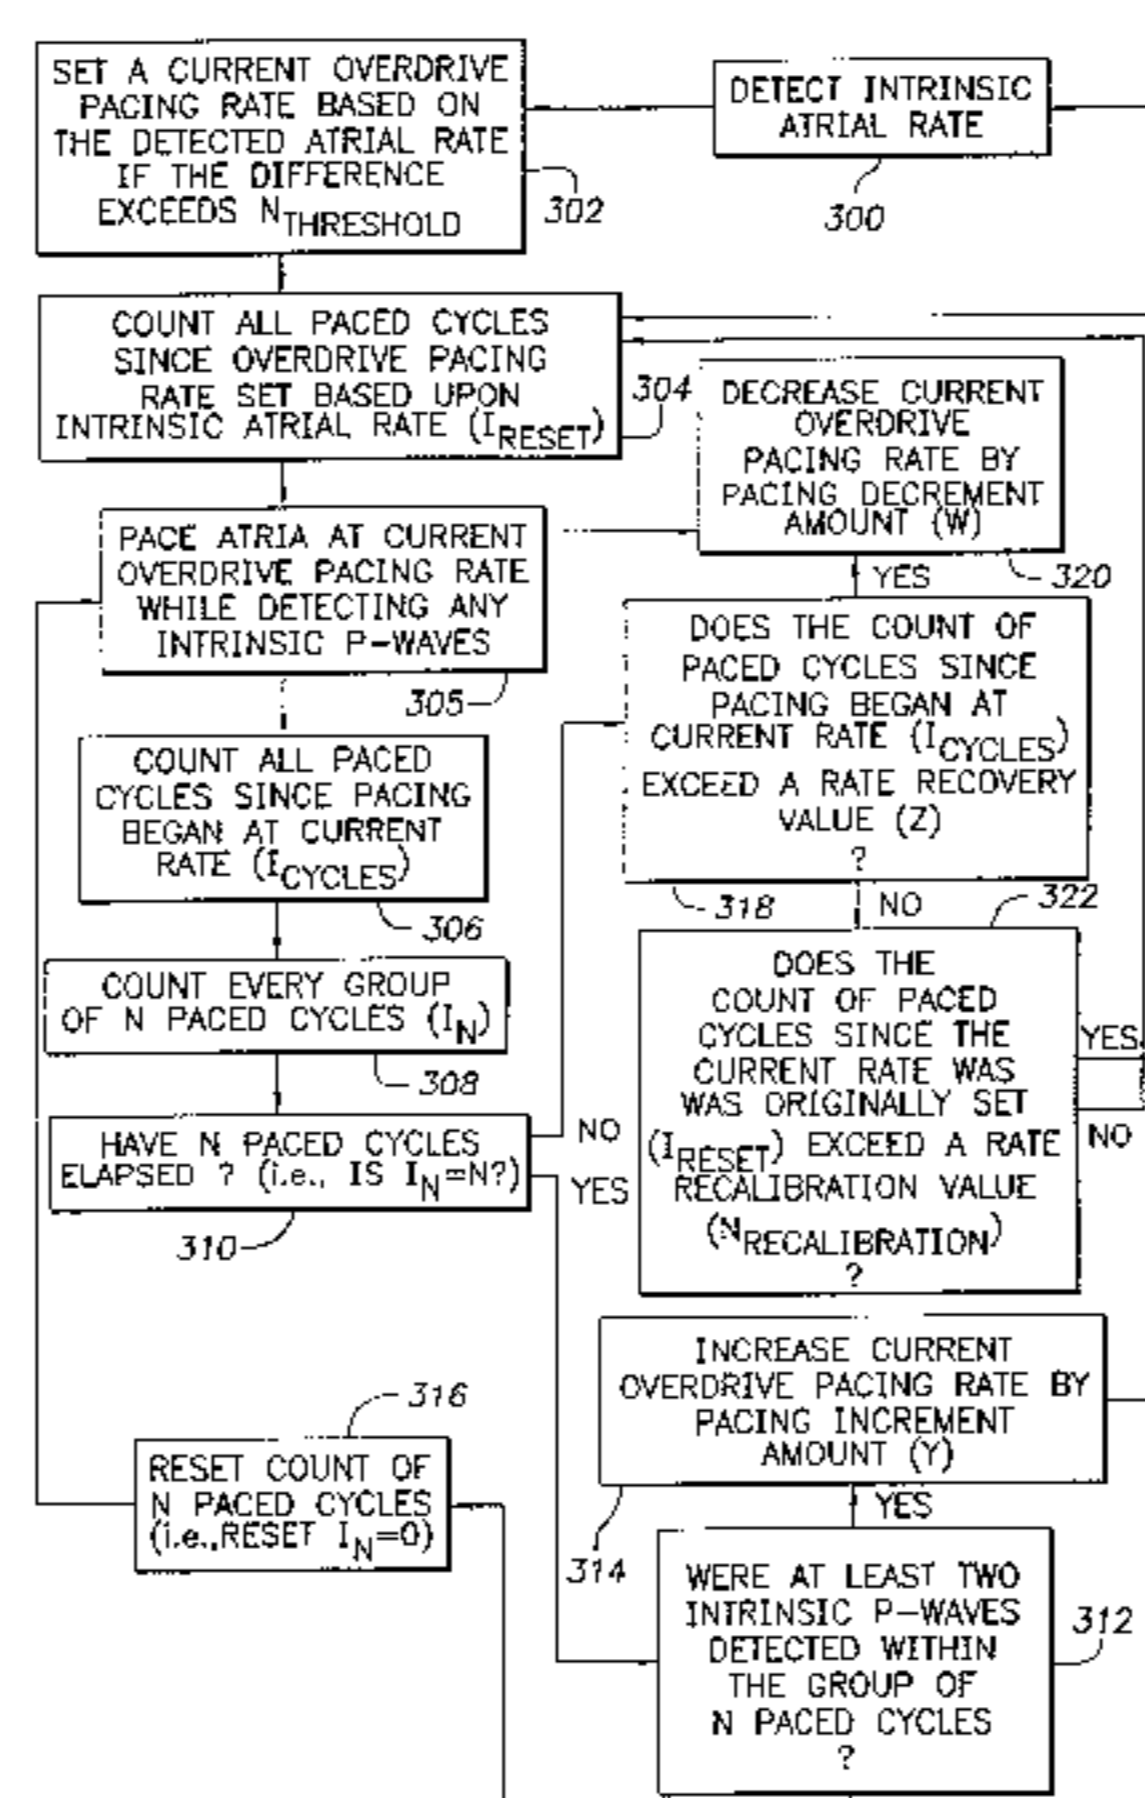 SET A CURRENT OVERDRIVE
PACING RATE BASED ON
THE DETECTED ATRIAL RATE
IF THE DIFFERENCE
EXCEEDS NTHRESHOLD
302
DETECT INTRINSIC
ATRIAL RATE
300
COUNT ALL PACED CYCLES
SINCE OVERDRIVE PACING
RATE SET BASED UPON
INTRINSIC ATRIAL RATE (IRESET)
304
DECREASE CURRENT
OVERDRIVE
PACING RATE BY
PACING DECREMENT
AMOUNT (W)
320
YES
PACE ATRIA AT CURRENT
OVERDRIVE PACING RATE
WHILE DETECTING ANY
INTRINSIC P-WAVES
305
DOES THE COUNT OF
PACED CYCLES SINCE
PACING BEGAN AT
CURRENT RATE (ICYCLES)
EXCEED A RATE RECOVERY
VALUE (Z)
?
318
NO
COUNT ALL PACED
CYCLES SINCE PACING
BEGAN AT CURRENT
RATE (ICYCLES)
306
322
DOES THE
COUNT OF PACED
CYCLES SINCE THE
CURRENT RATE WAS
WAS ORIGINALLY SET
(IRESET) EXCEED A RATE
RECALIBRATION VALUE
(NRECALIBRATION)
?
YES
NO
COUNT EVERY GROUP
OF N PACED CYCLES (IN)
308
HAVE N PACED CYCLES
ELAPSED ? (i.e., IS IN=N?)
310
NO
YES
INCREASE CURRENT
OVERDRIVE PACING RATE BY
PACING INCREMENT
AMOUNT (Y)
314
YES
316
RESET COUNT OF
N PACED CYCLES
(i.e.,RESET IN=0)
WERE AT LEAST TWO
INTRINSIC P-WAVES
DETECTED WITHIN
THE GROUP OF
N PACED CYCLES
?
312